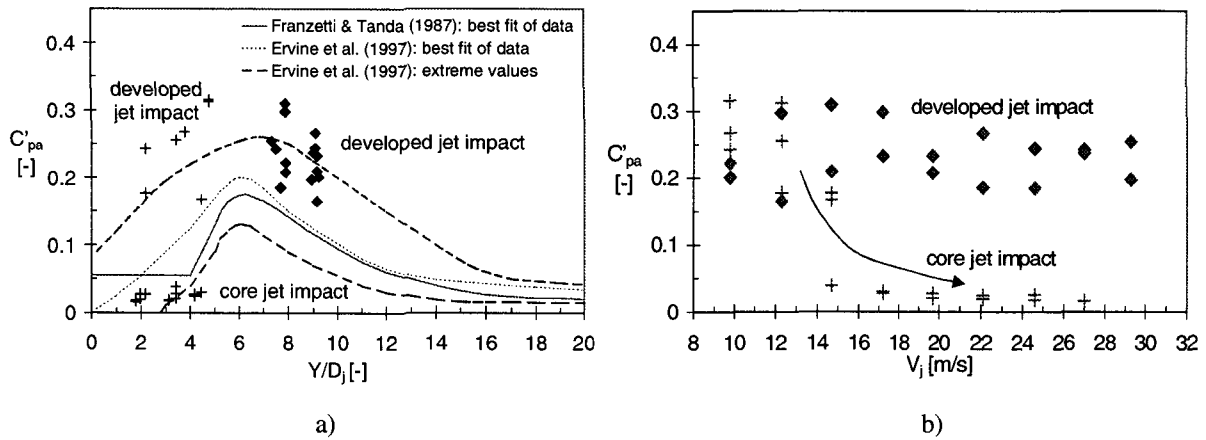 0.4
0.3
C'pa
[-]
0.2
0.1
0
Franzetti & Tanda (1987): best fit of data
Ervine et al. (1997): best fit of data
Ervine et al. (1997): extreme values
developed
jet impact
developed jet impact
core jet impact
0 2 4 6 8 10 12 14 16 18 20
Y/Dj [-]
a)
0.4
0.3
C'pa
[-]
0.2
0.1
0
developed jet impact
core jet impact
8 10 12 14 16 18 20 22 24 26 28 30 32
Vj [m/s]
b)